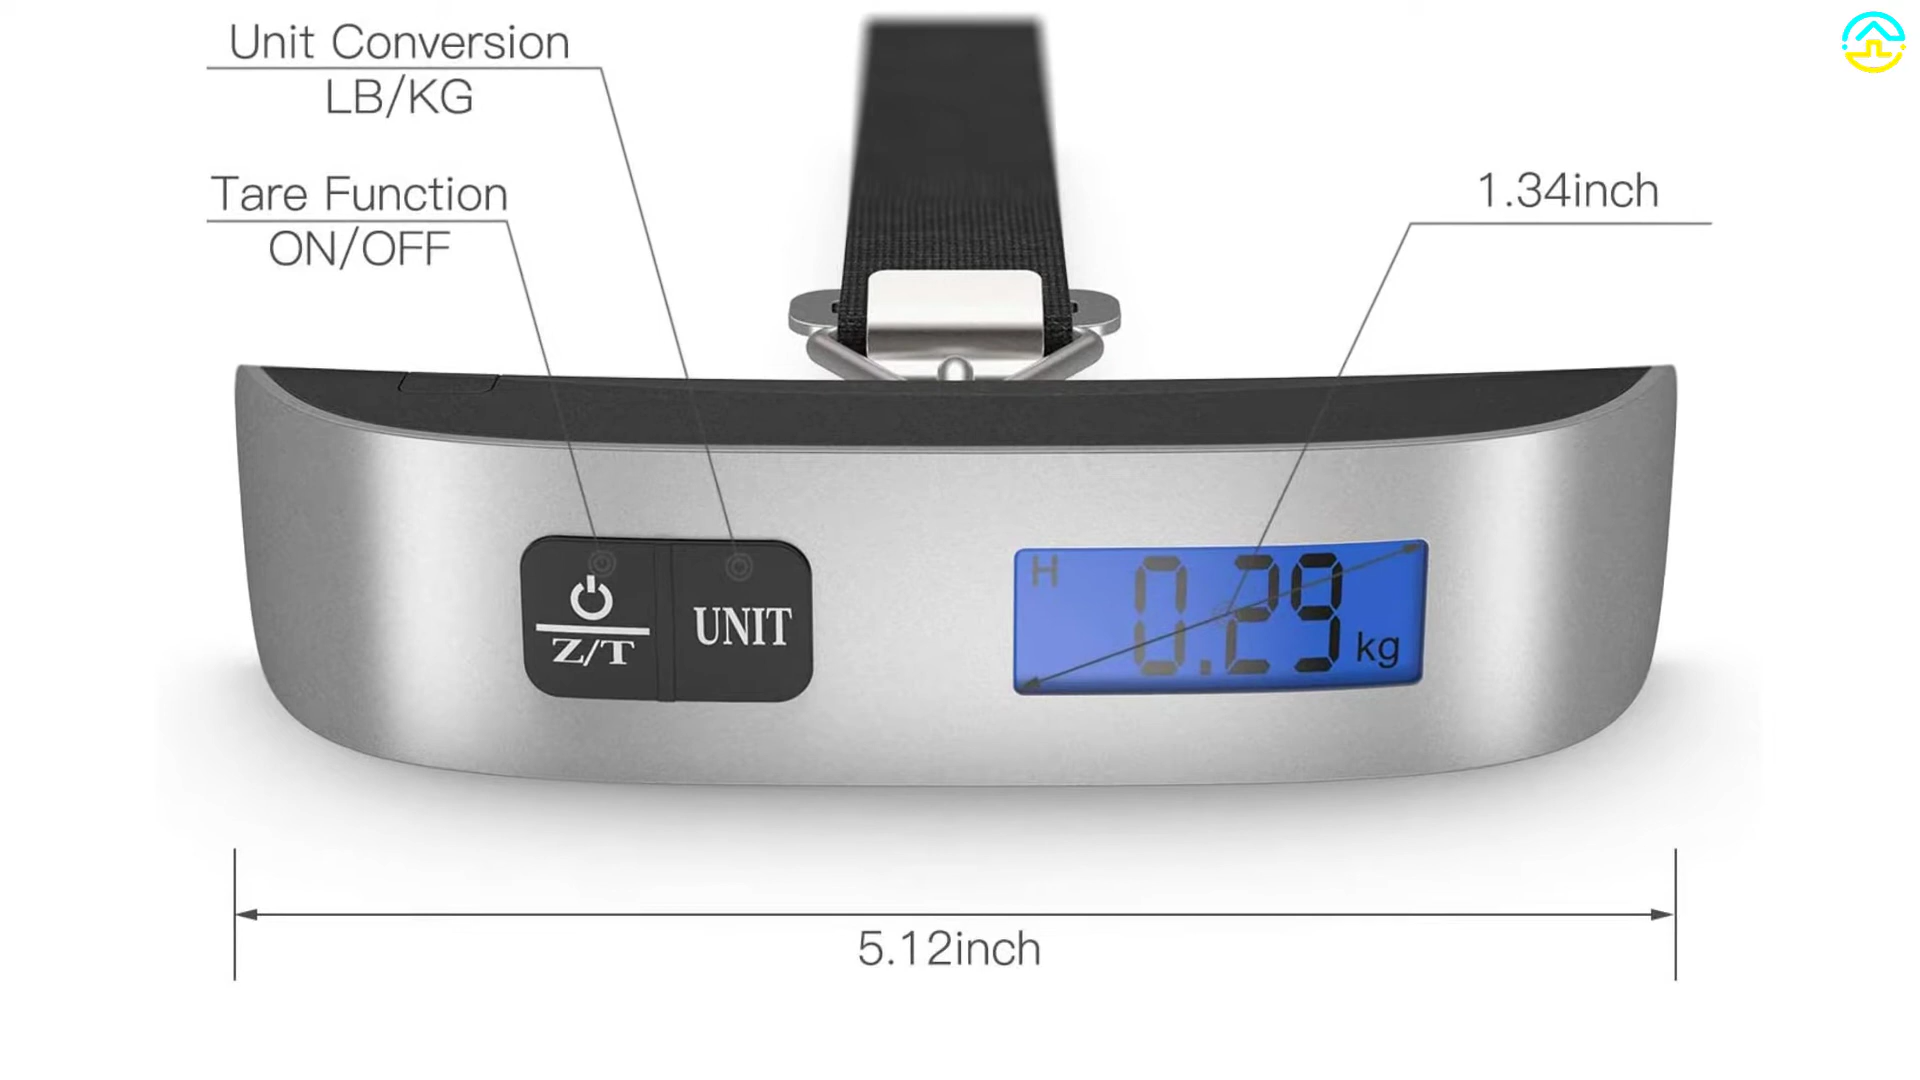 Unit Conversion
LB/KG
Tare Function
ON/OFF
1.34inch
Z/T
UNIT
H
0.29 kg
5.12inch